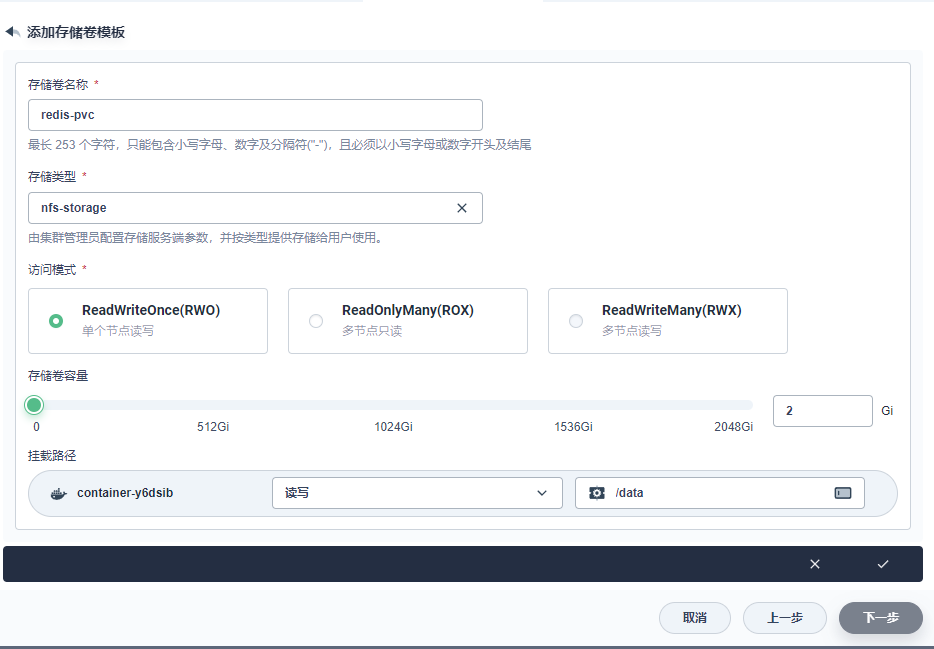 添加存储卷模板
存储卷名称 *
redis-pvc
最长 253 个字符，只能包含小写字母、数字及分隔符("-")，且必须以小写字母或数字开头及结尾
存储类型 *
nfs-storage
由集群管理员配置存储服务端参数，并按类型提供存储给用户使用。
访问模式 *
ReadWriteOnce(RWO)
单个节点读写
ReadOnlyMany(ROX)
多节点只读
ReadWriteMany(RWX)
多节点读写
存储卷容量
0 512Gi 1024Gi 1536Gi 2048Gi
2 Gi
挂载路径
container-y6dsib 读写 /data
取消 上一步 下一步